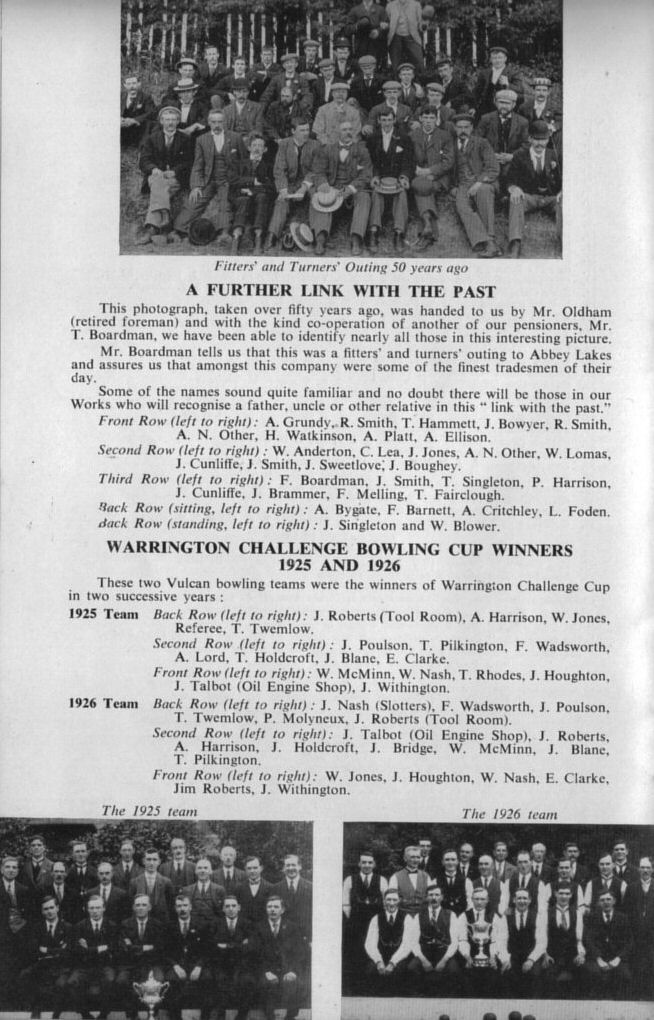 Fitters' and Turners' Outing 50 years ago
A FURTHER LINK WITH THE PAST
This photograph, taken over fifty years ago, was handed to us by Mr. Oldham
(retired foreman) and with the kind co-operation of another of our pensioners, Mr.
T. Boardman, we have been able to identify nearly all those in this interesting picture.
Mr. Boardman tells us that this was a fitters' and turners' outing to Abbey Lakes
and assures us that amongst this company were some of the finest tradesmen of their
day.
Some of the names sound quite familiar and no doubt there will be those in our
Works who will recognise a father, uncle or other relative in this “ link with the past.”
Front Row (left to right) : A. Grundy, R. Smith, T. Hammett, J. Bowyer, R. Smith,
A. N. Other, H. Watkinson, A. Platt, A. Ellison.
Second Row (left to right) : W. Anderton, C. Lea, J. Jones, A. N. Other, W. Lomas,
J. Cunliffe, J. Smith, J. Sweetlove, J. Boughey.
Third Row (left to right) : F. Boardman, J. Smith, T. Singleton, P. Harrison,
J. Cunliffe, J. Brammer, F. Melling, T. Fairclough.
Back Row (sitting, left to right) : A. Bygate, F. Barnett, A. Critchley, L. Foden.
Back Row (standing, left to right) : J. Singleton and W. Blower.
WARRINGTON CHALLENGE BOWLING CUP WINNERS
1925 AND 1926
These two Vulcan bowling teams were the winners of Warrington Challenge Cup
in two successive years :
1925 Team Back Row (left to right) : J. Roberts (Tool Room), A. Harrison, W. Jones,
Referee, T. Twemlow.
Second Row (left to right) : J. Poulson, T. Pilkington, F. Wadsworth,
A. Lord, T. Holdcroft, J. Blane, E. Clarke.
Front Row (left to right) : W. McMinn, W. Nash, T. Rhodes, J. Houghton,
J. Talbot (Oil Engine Shop), J. Withington.
1926 Team Back Row (left to right) : J. Nash (Slotters), F. Wadsworth, J. Poulson,
T. Twemlow, P. Molyneux, J. Roberts (Tool Room).
Second Row (left to right) : J. Talbot (Oil Engine Shop), J. Roberts,
A. Harrison, J. Holdcroft, J. Bridge, W. McMinn, J. Blane,
T. Pilkington.
Front Row (left to right) : W. Jones, J. Houghton, W. Nash, E. Clarke,
Jim Roberts, J. Withington.
The 1925 team
The 1926 team